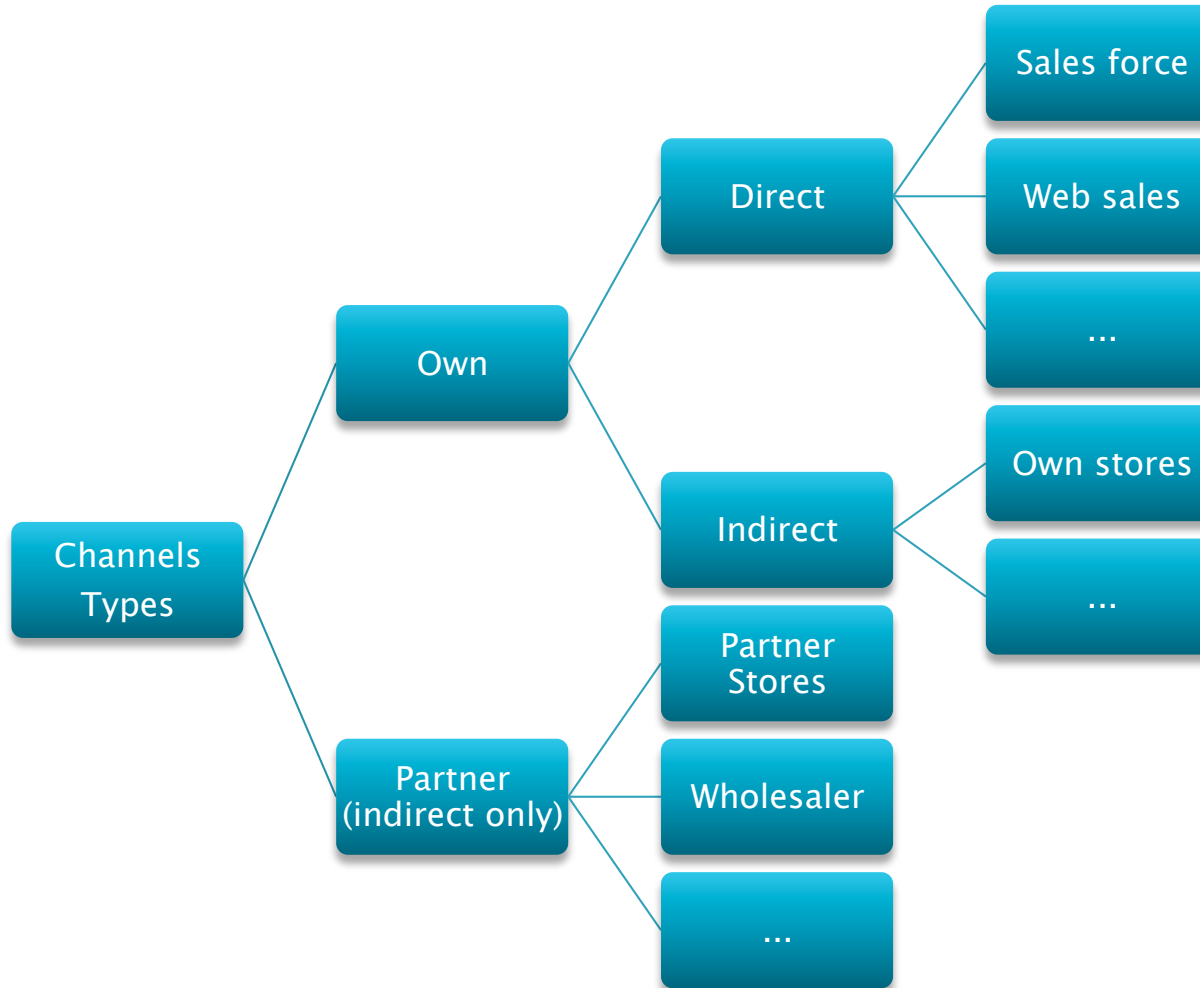 Sales force
Direct
Web sales
...
Own
Own stores
Indirect
...
Channels
Types
Partner
Stores
Partner
(indirect only)
Wholesaler
...